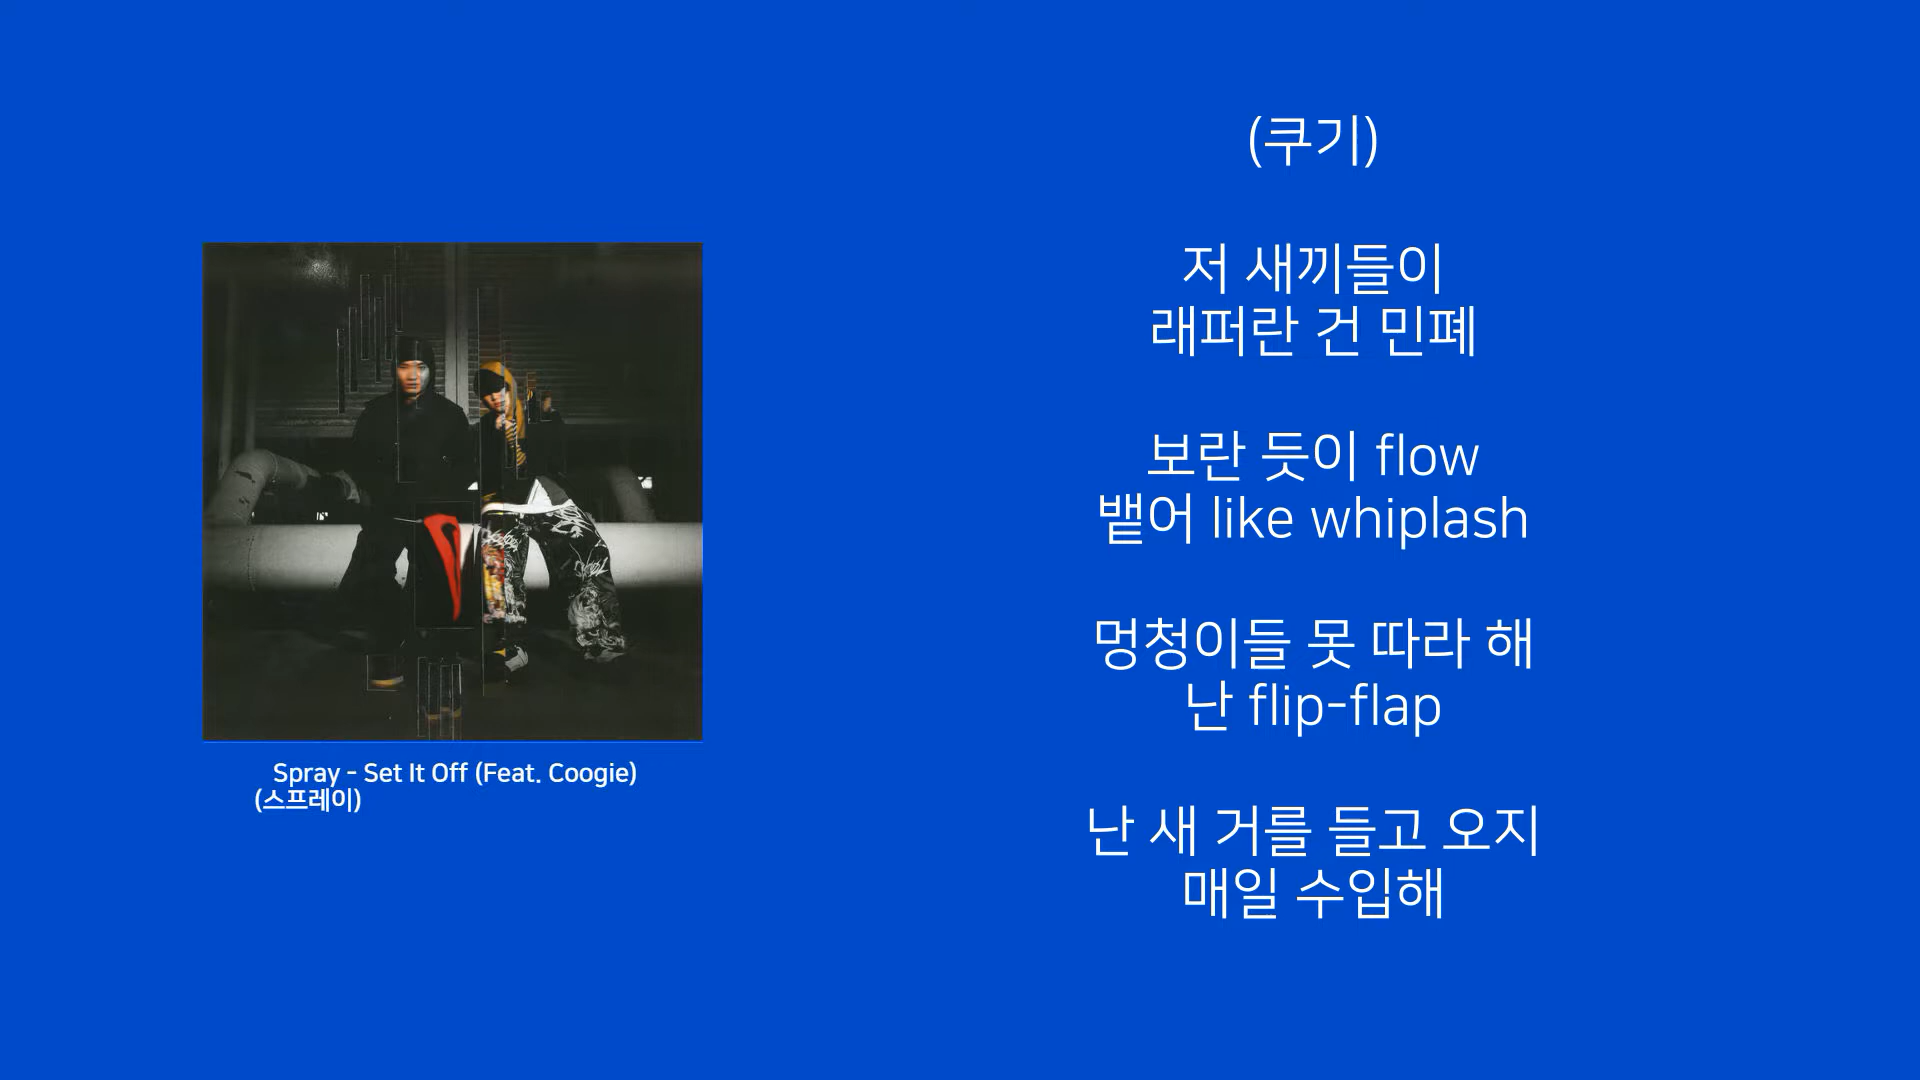 (쿠기)
저 새끼들이
래퍼란 건 민폐
보란 듯이 flow
뱉어 like whiplash
멍청이들 못 따라 해
난 flip-flap
난 새 거를 들고 오지
매일 수입해
Spray - Set It Off (Feat. Coogie)
(스프레이)